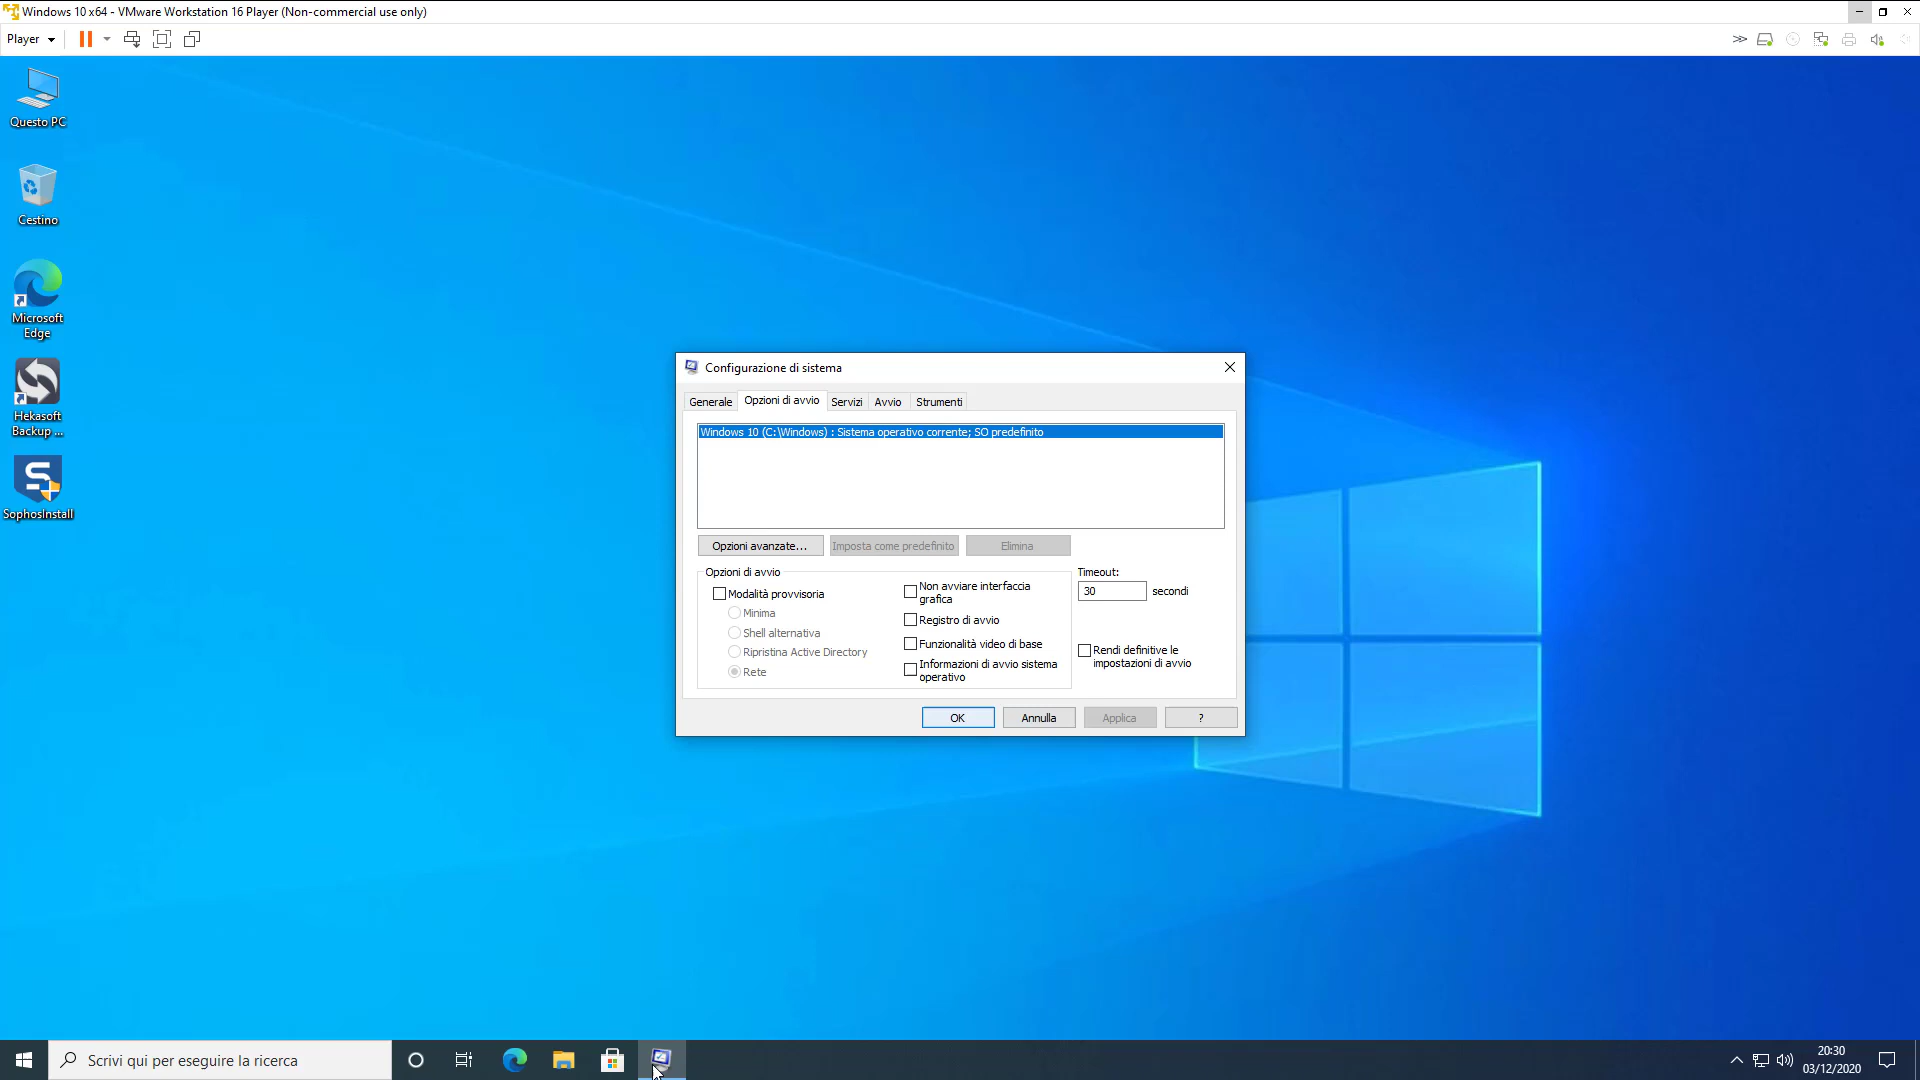 Windows 10 x64 - VMware Workstation 16 Player (Non-commercial use only)
Player
Questo PC
Cestino
Microsoft
Edge
Hekasoft
Backup ...
SophosInstall
Configurazione di sistema
Generale
Opzioni di avvio
Servizi
Avvio
Strumenti
Windows 10 (C:\Windows) : Sistema operativo corrente; SO predefinito
Opzioni avanzate...
Imposta come predefinito
Elimina
Opzioni di avvio
Modalità provvisoria
Minima
Shell alternativa
Ripristina Active Directory
Rete
Non avviare interfaccia
grafica
Registro di avvio
Funzionalità video di base
Informazioni di avvio sistema
operativo
Timeout:
30 secondi
Rendi definitive le
impostazioni di avvio
OK
Annulla
Applica
?
Scrivi qui per eseguire la ricerca
20:30
03/12/2020